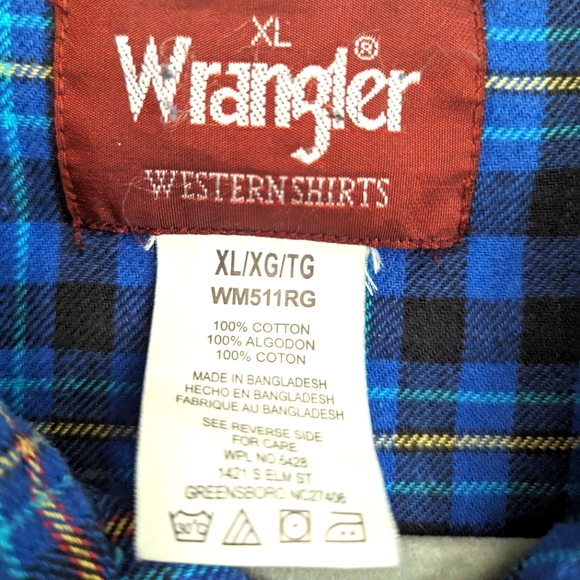 XL
Wrangler®
WESTERN SHIRTS
XL/XG/TG
WM511RG
100% COTTON
100% ALGODON
100% COTON
MADE IN BANGLADESH
HECHO EN BANGLADESH
FABRIQUE AU BANGLADESH
SEE REVERSE SIDE
FOR CARE
WPL NO 6428
1421 S ELM ST
GREENSBORO NC27406